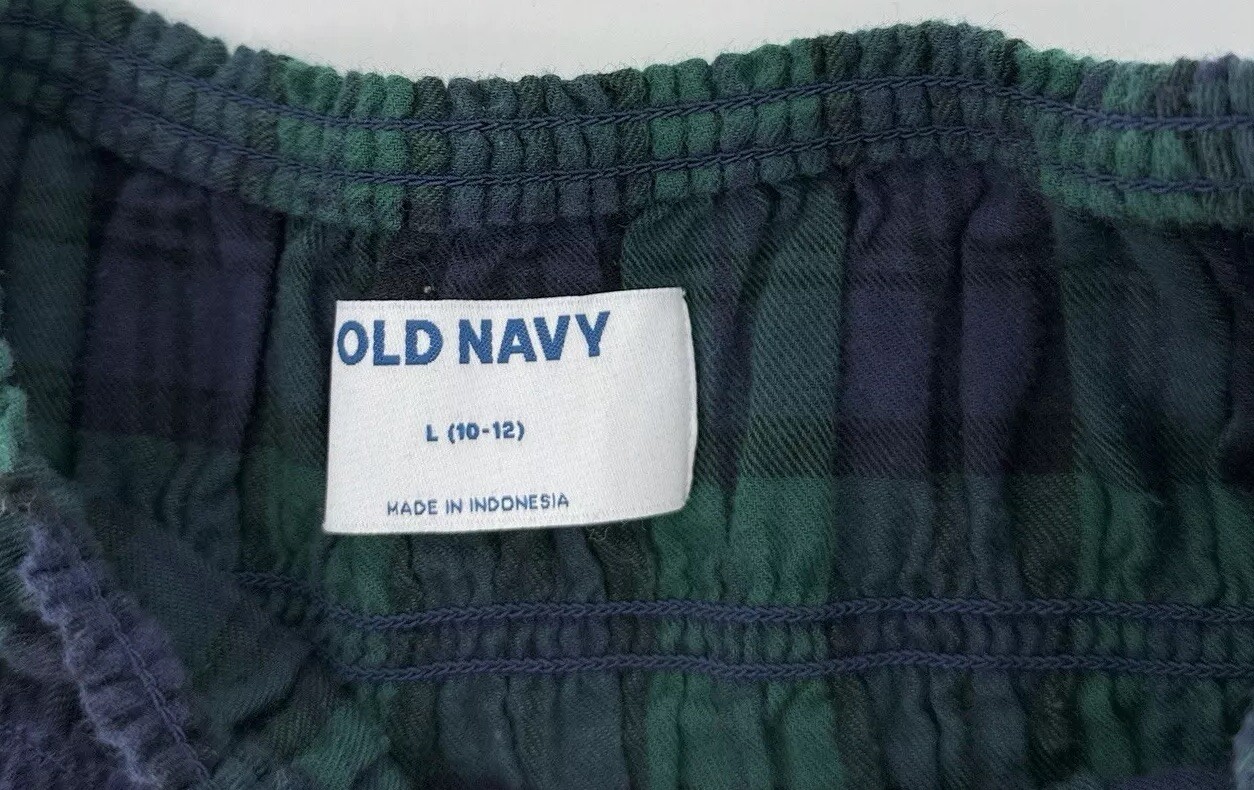 OLD NAVY
L (10-12)
MADE IN INDONESIA